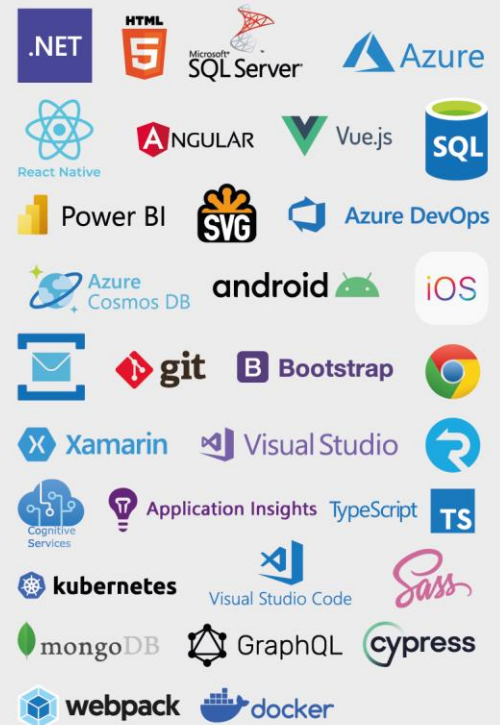 .NET
HTML
5
Microsoft®
SQL Server®
Azure
React Native
ANGULAR
Vue.js
SQL
Power BI
SVG
Azure DevOps
Azure
Cosmos DB
android
iOS
git
B Bootstrap
Xamarin
Visual Studio
Cognitive
Services
Application Insights
TypeScript
TS
kubernetes
Visual Studio Code
Sass
mongoDB
GraphQL
cypress
webpack
docker